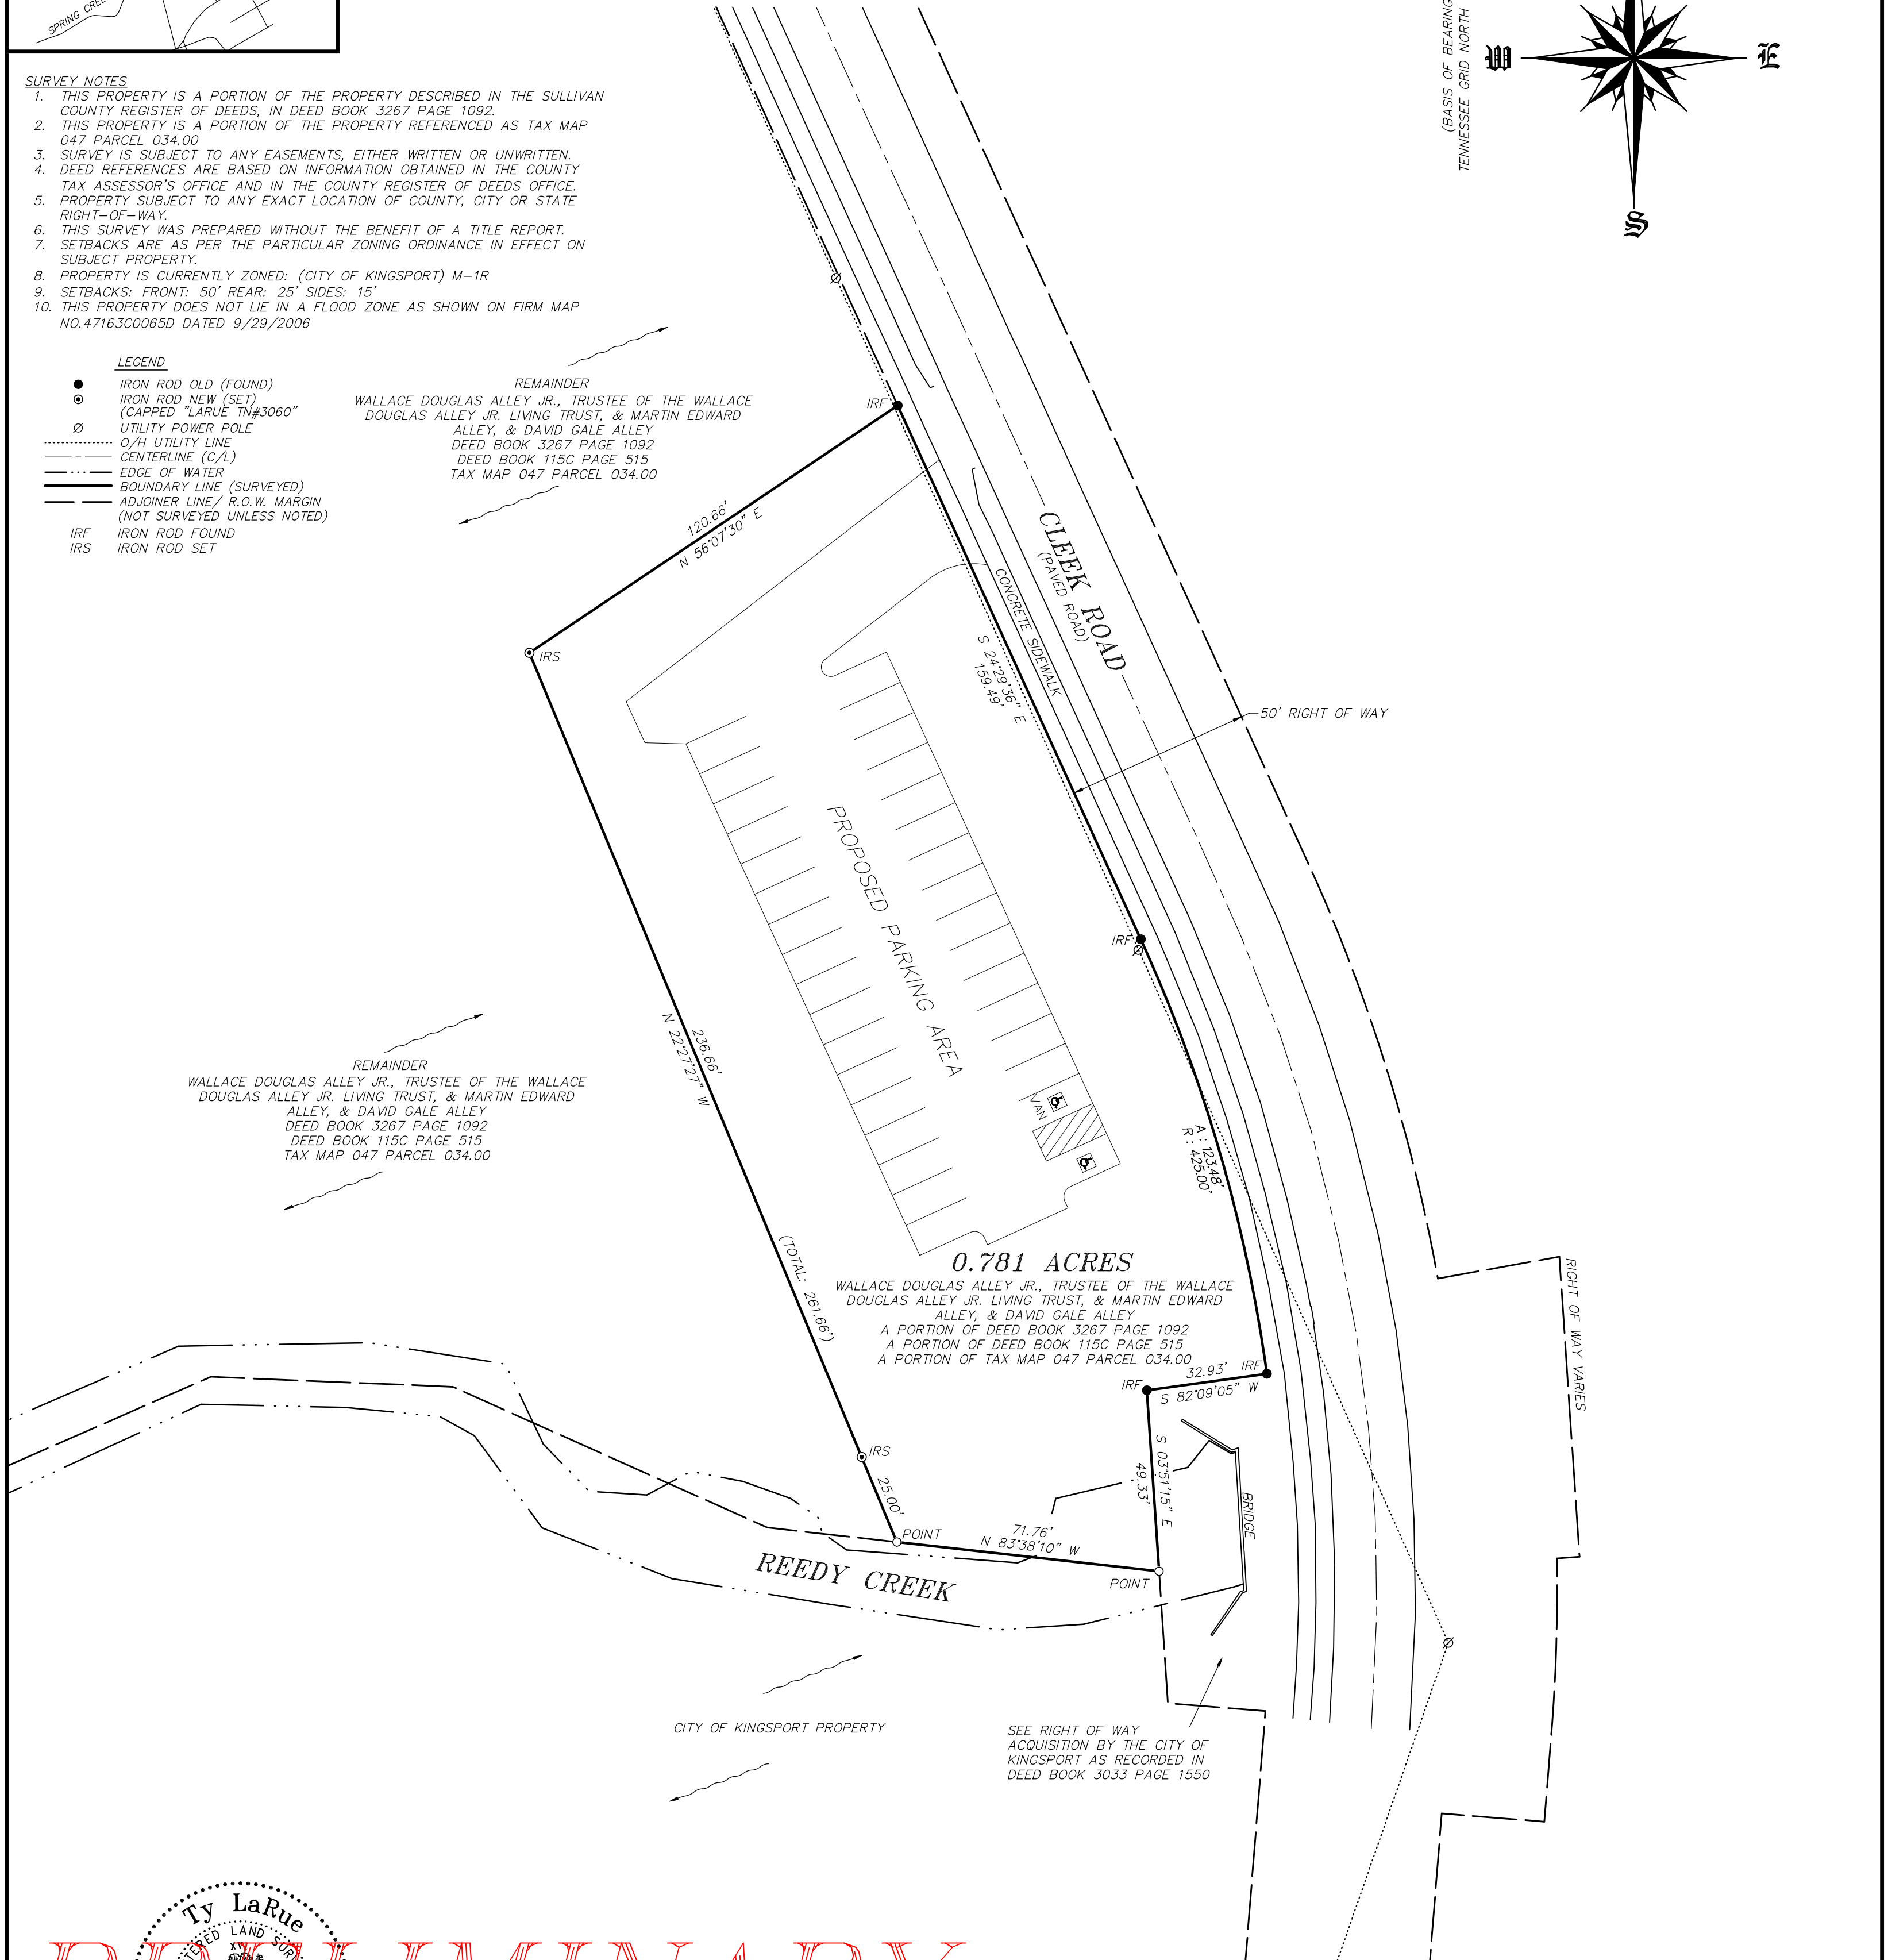 SPRING CREE
SURVEY NOTES
1. THIS PROPERTY IS A PORTION OF THE PROPERTY DESCRIBED IN THE SULLIVAN
COUNTY REGISTER OF DEEDS, IN DEED BOOK 3267 PAGE 1092.
2. THIS PROPERTY IS A PORTION OF THE PROPERTY REFERENCED AS TAX MAP
047 PARCEL 034.00
3. SURVEY IS SUBJECT TO ANY EASEMENTS, EITHER WRITTEN OR UNWRITTEN.
4. DEED REFERENCES ARE BASED ON INFORMATION OBTAINED IN THE COUNTY
TAX ASSESSOR'S OFFICE AND IN THE COUNTY REGISTER OF DEEDS OFFICE.
5. PROPERTY SUBJECT TO ANY EXACT LOCATION OF COUNTY, CITY OR STATE
RIGHT-OF-WAY.
6. THIS SURVEY WAS PREPARED WITHOUT THE BENEFIT OF A TITLE REPORT.
7. SETBACKS ARE AS PER THE PARTICULAR ZONING ORDINANCE IN EFFECT ON
SUBJECT PROPERTY.
8. PROPERTY IS CURRENTLY ZONED: (CITY OF KINGSPORT) M-1R
9. SETBACKS: FRONT: 50' REAR: 25' SIDES: 15'
10. THIS PROPERTY DOES NOT LIE IN A FLOOD ZONE AS SHOWN ON FIRM MAP
NO.47163C0065D DATED 9/29/2006
(BASIS OF BEARING
TENNESSEE GRID NORTH
W
E
S
LEGEND
IRON ROD OLD (FOUND)
IRON ROD NEW (SET)
(CAPPED "LARUE TN#3060"
UTILITY POWER POLE
O/H UTILITY LINE
CENTERLINE (C/L)
EDGE OF WATER
BOUNDARY LINE (SURVEYED)
ADJOINER LINE/ R.O.W. MARGIN
(NOT SURVEYED UNLESS NOTED)
IRF IRON ROD FOUND
IRS IRON ROD SET
REMAINDER
WALLACE DOUGLAS ALLEY JR., TRUSTEE OF THE WALLACE
DOUGLAS ALLEY JR. LIVING TRUST, & MARTIN EDWARD
ALLEY, & DAVID GALE ALLEY
DEED BOOK 3267 PAGE 1092
DEED BOOK 115C PAGE 515
TAX MAP 047 PARCEL 034.00
IRF
120.66'
N 56°07'30" E
IRS
CLEEK ROAD
(PAVED ROAD)
CONCRETE SIDEWALK
S 24°29'36" E
159.49'
50' RIGHT OF WAY
PROPOSED PARKING AREA
IRF
236.66'
N 22°27'27" W
REMAINDER
WALLACE DOUGLAS ALLEY JR., TRUSTEE OF THE WALLACE
DOUGLAS ALLEY JR. LIVING TRUST, & MARTIN EDWARD
ALLEY, & DAVID GALE ALLEY
DEED BOOK 3267 PAGE 1092
DEED BOOK 115C PAGE 515
TAX MAP 047 PARCEL 034.00
VAN
A : 123.48'
R : 425.00'
(TOTAL: 261.66')
0.781 ACRES
WALLACE DOUGLAS ALLEY JR., TRUSTEE OF THE WALLACE
DOUGLAS ALLEY JR. LIVING TRUST, & MARTIN EDWARD
ALLEY, & DAVID GALE ALLEY
A PORTION OF DEED BOOK 3267 PAGE 1092
A PORTION OF DEED BOOK 115C PAGE 515
A PORTION OF TAX MAP 047 PARCEL 034.00
RIGHT OF WAY VARIES
32.93' IRF
IRF
S 82°09'05" W
IRS
25.00'
S 03°51'15" E
49.33'
BRIDGE
POINT
71.76'
N 83°38'10" W
POINT
REEDY CREEK
CITY OF KINGSPORT PROPERTY
SEE RIGHT OF WAY
ACQUISITION BY THE CITY OF
KINGSPORT AS RECORDED IN
DEED BOOK 3033 PAGE 1550
Ty LaRue
TERED LAND SUR
PRELIMINARY